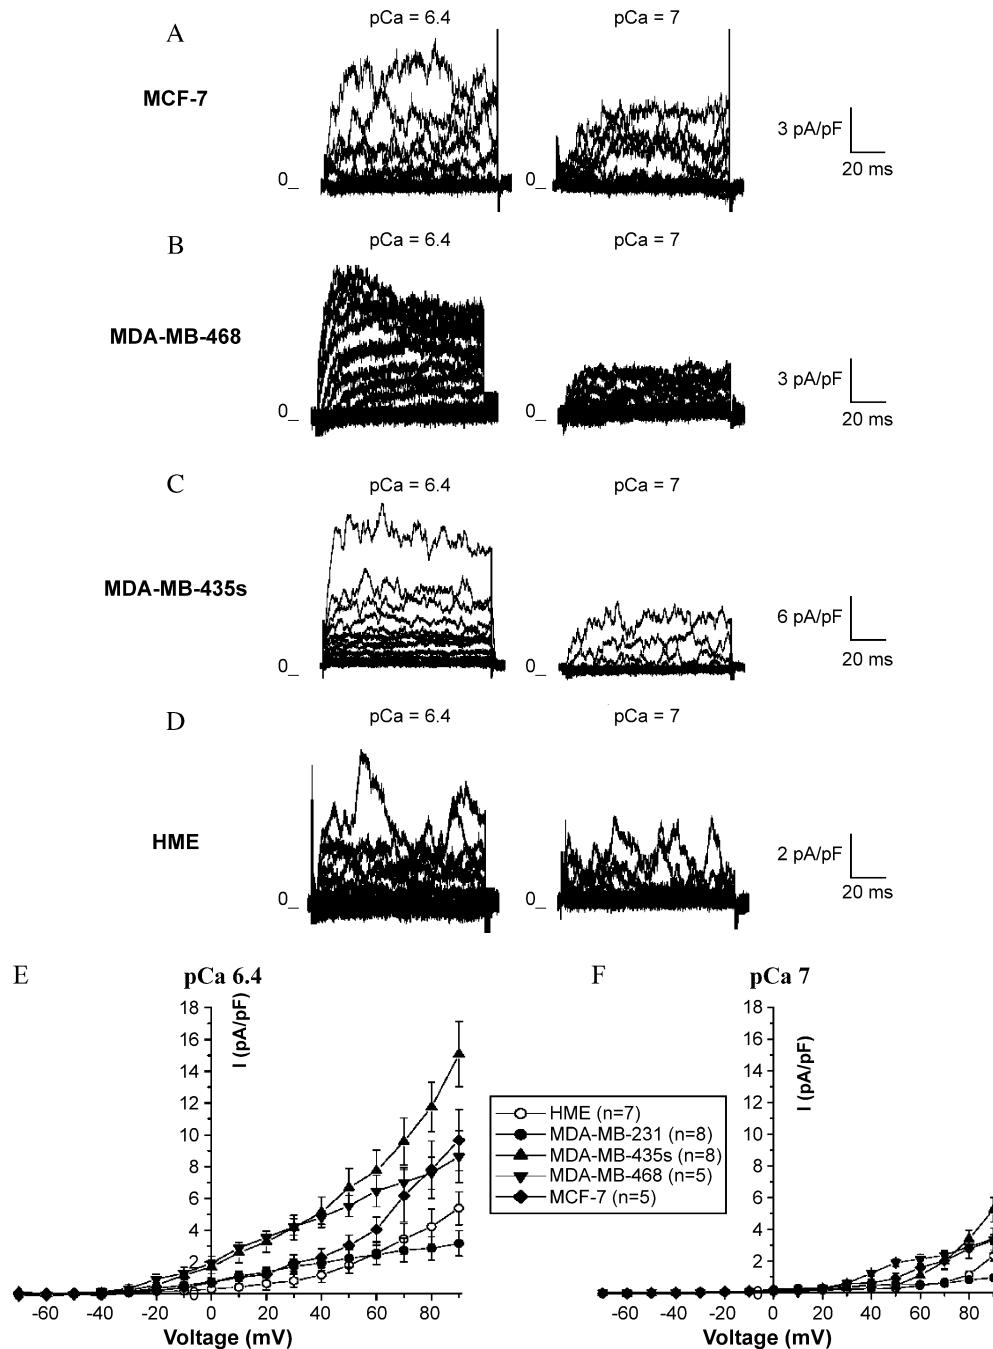 A
pCa = 6.4
pCa = 7
MCF-7
3 pA/pF
20 ms
0_
0_
B
pCa = 6.4
pCa = 7
MDA-MB-468
3 pA/pF
20 ms
0_
0_
C
pCa = 6.4
pCa = 7
MDA-MB-435s
6 pA/pF
20 ms
0_
0_
D
pCa = 6.4
pCa = 7
HME
2 pA/pF
20 ms
0_
0_
E
pCa 6.4
18
16
14
12
10
8
6
4
2
0
I (pA/pF)
-60
-40
-20
0
20
40
60
80
Voltage (mV)
HME (n=7)
MDA-MB-231 (n=8)
MDA-MB-435s (n=8)
MDA-MB-468 (n=5)
MCF-7 (n=5)
F
pCa 7
18
16
14
12
10
8
6
4
2
0
I (pA/pF)
-60
-40
-20
0
20
40
60
80
Voltage (mV)